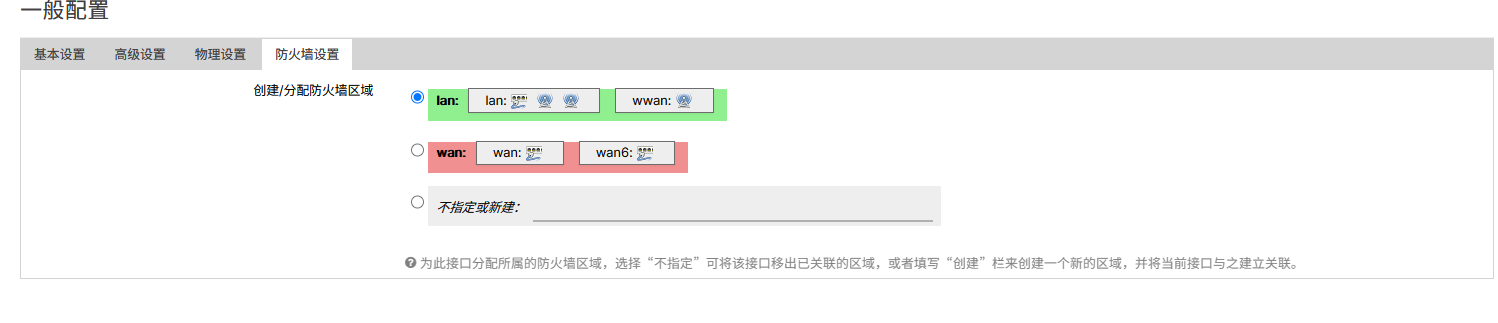 一般配置
基本设置 高级设置 物理设置 防火墙设置
创建/分配防火墙区域
lan: lan: wwan:
wan: wan: wan6:
不指定或新建：
为此接口分配所属的防火墙区域，选择“不指定”可将该接口移出已关联的区域，或者填写“创建”栏来创建一个新的区域，并将当前接口与之建立关联。